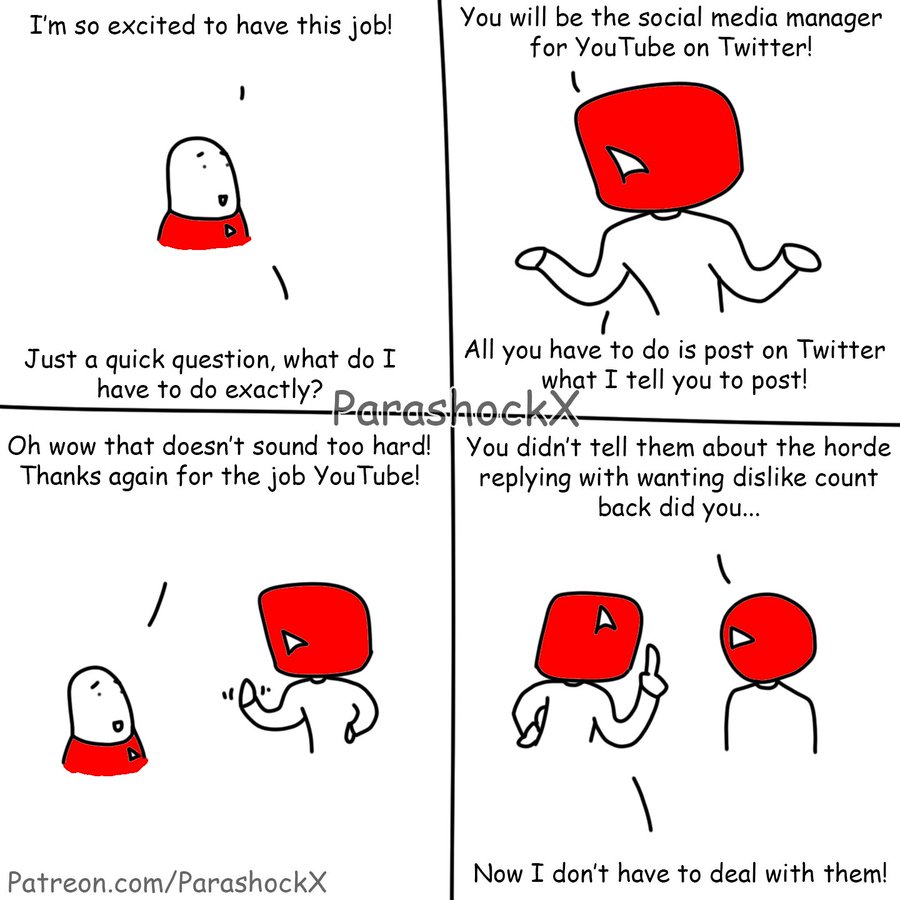 I'm so excited to have this job!
Just a quick question, what do I
have to do exactly?
You will be the social media manager
for YouTube on Twitter!
All you have to do is post on Twitter
what I tell you to post!
ParashockX
Oh wow that doesn't sound too hard!
Thanks again for the job YouTube!
You didn't tell them about the horde
replying with wanting dislike count
back did you...
Now I don't have to deal with them!
Patreon.com/ParashockX